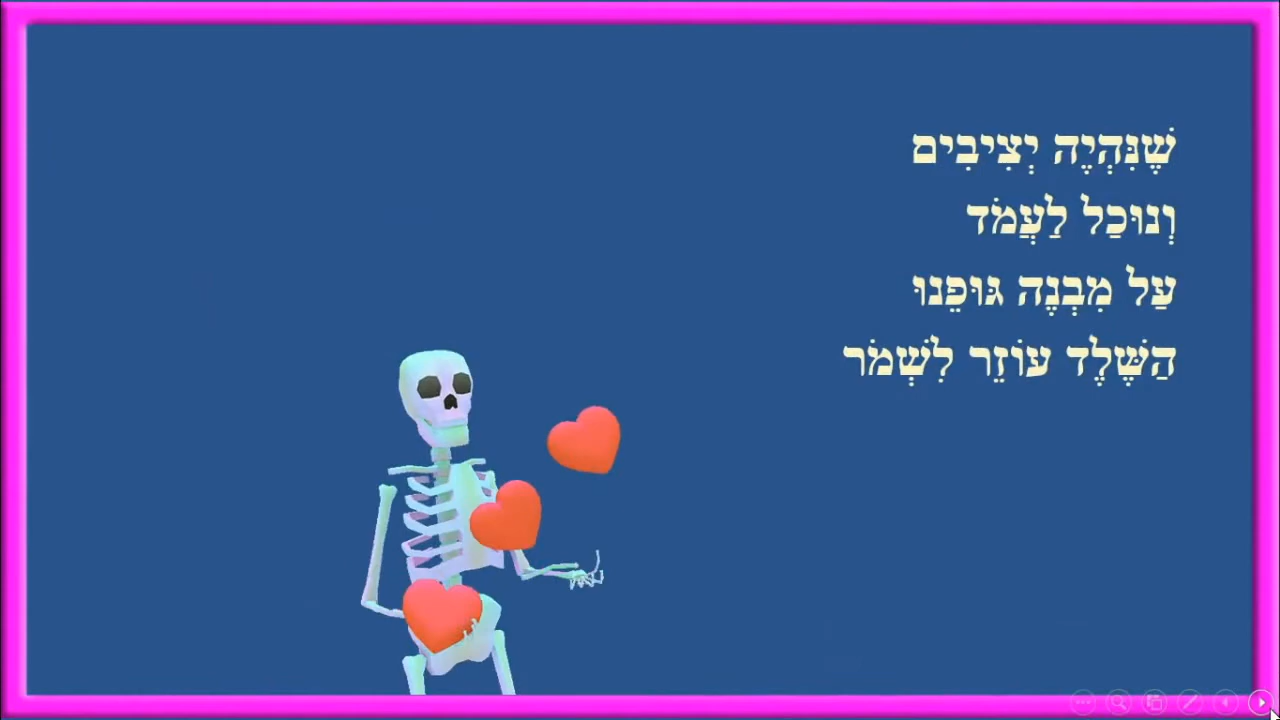 שֶׁנִּהְיֶה יְצִיבִים
וְנוּכַל לַעֲמֹד
עַל מִבְנֶה גּוּפֵנוּ
הַשֶּׁלֶד עוֹזֵר לִשְׁמֹר